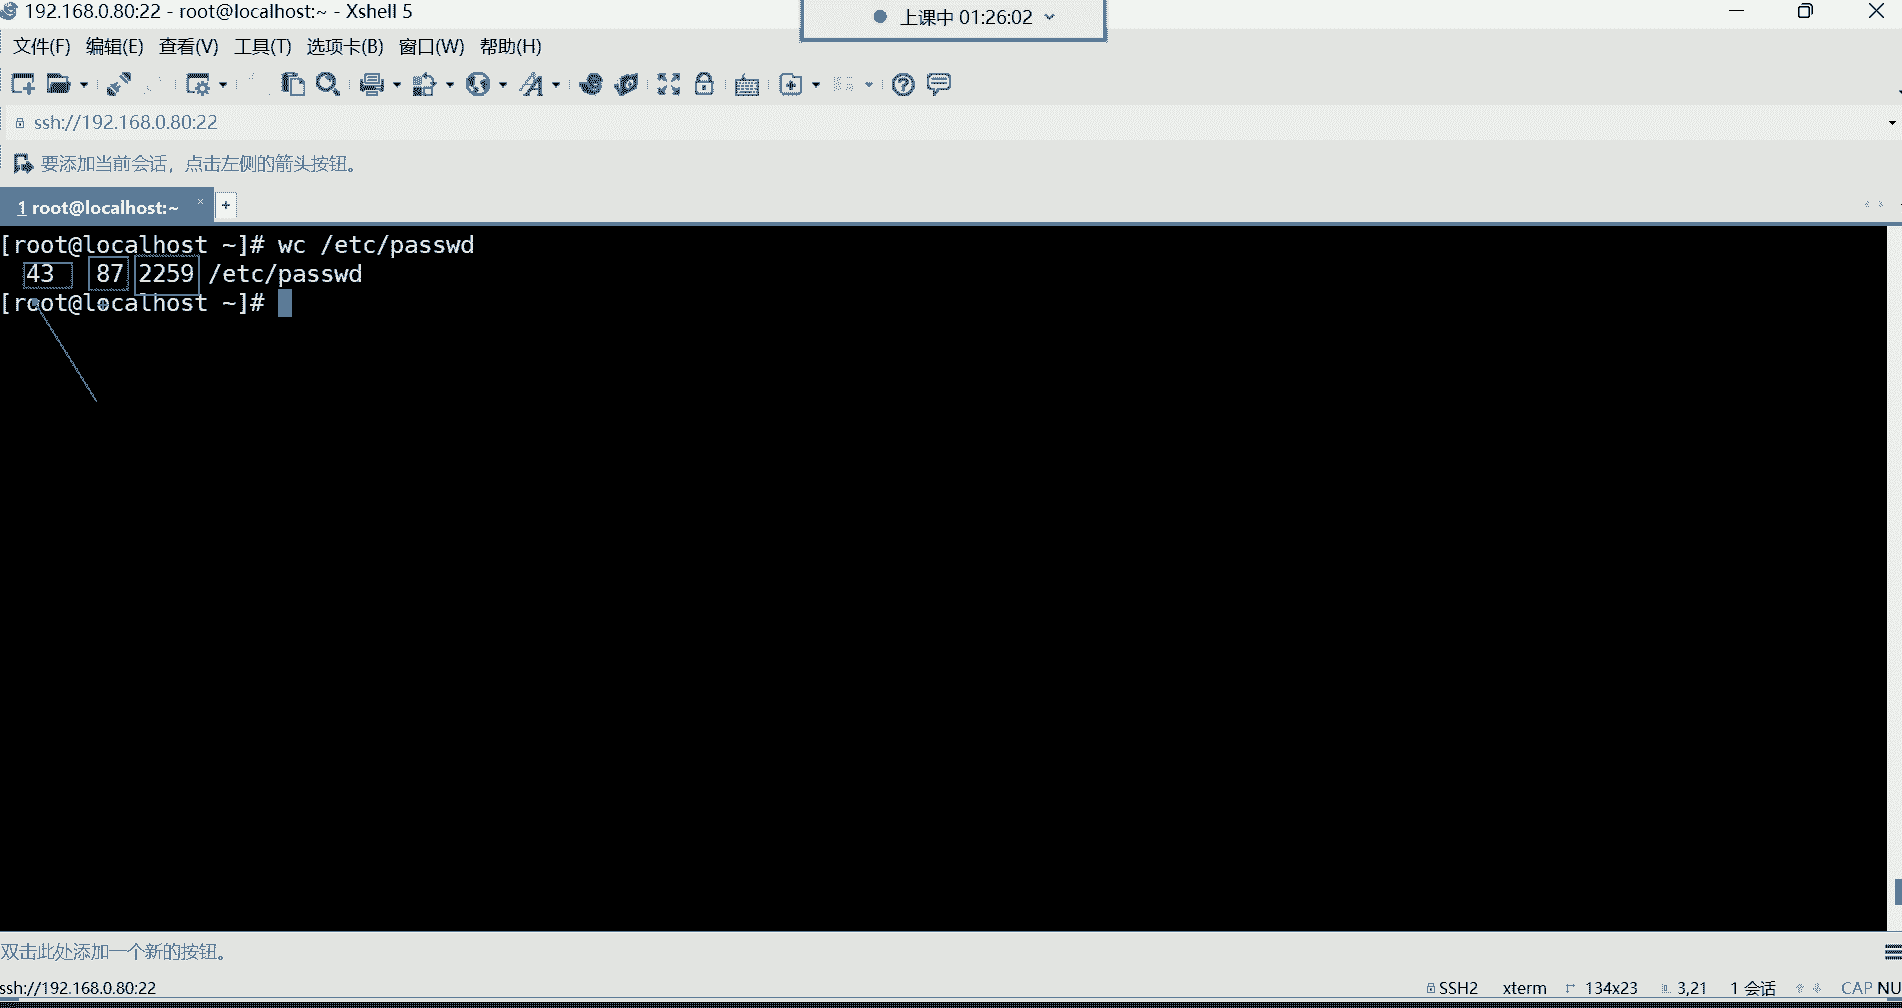 192.168.0.80:22 - root@localhost:~ - Xshell 5
上课中 01:26:02
文件(F) 编辑(E) 查看(V) 工具(T) 选项卡(B) 窗口(W) 帮助(H)
ssh://192.168.0.80:22
要添加当前会话，点击左侧的箭头按钮。
1 root@localhost:~
[root@localhost ~]# wc /etc/passwd
43 87 2259 /etc/passwd
[root@localhost ~]#
双击此处添加一个新的按钮。
ssh://192.168.0.80:22 SSH2 xterm 134x23 3,21 1 会话 CAP NU